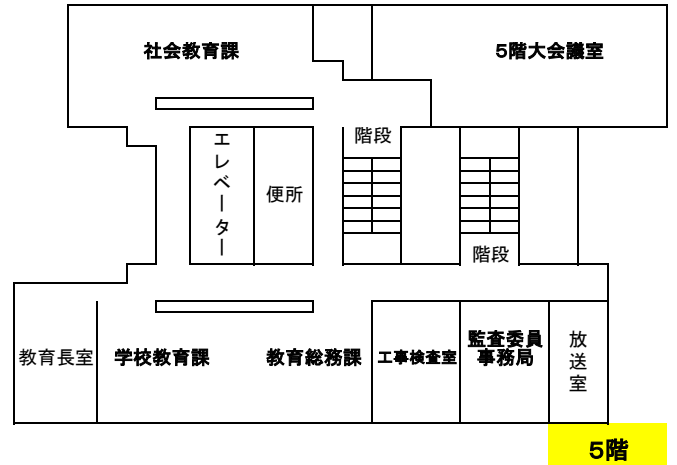 社会教育課
5階大会議室
階段
エレベーター
便所
階段
教育長室
学校教育課
教育総務課
工事検査室
監査委員
事務局
放送室
5階